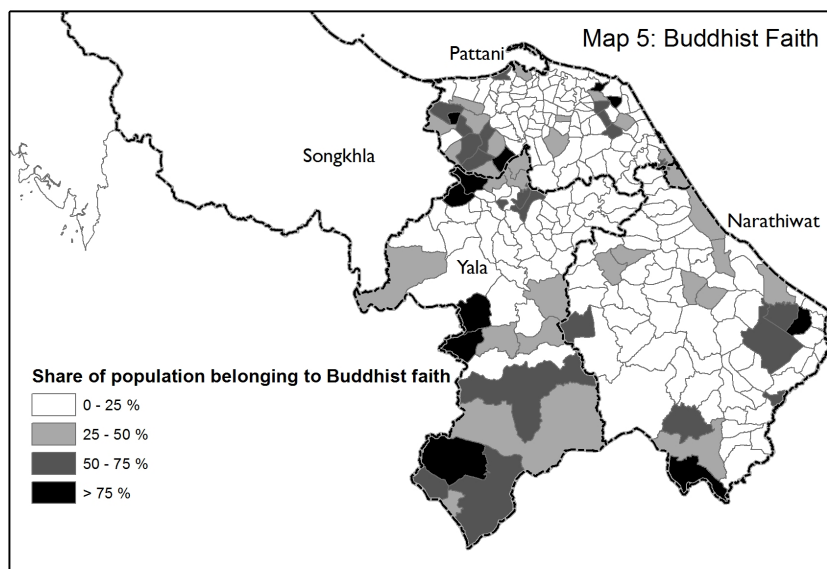 Map 5: Buddhist Faith
Pattani
Songkhla
Narathiwat
Yala
Share of population belonging to Buddhist faith
0 - 25 %
25 - 50 %
50 - 75 %
> 75 %